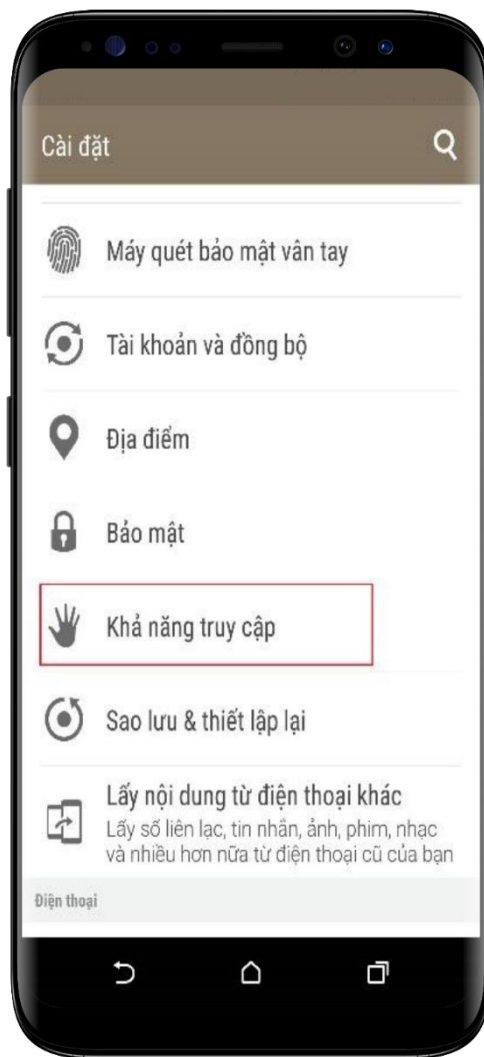 Cài đặt
Máy quét bảo mật vân tay
Tài khoản và đồng bộ
Địa điểm
Bảo mật
Khả năng truy cập
Sao lưu & thiết lập lại
Lấy nội dung từ điện thoại khác
Lấy số liên lạc, tin nhắn, ảnh, phim, nhạc
và nhiều hơn nữa từ điện thoại cũ của bạn
Điện thoại